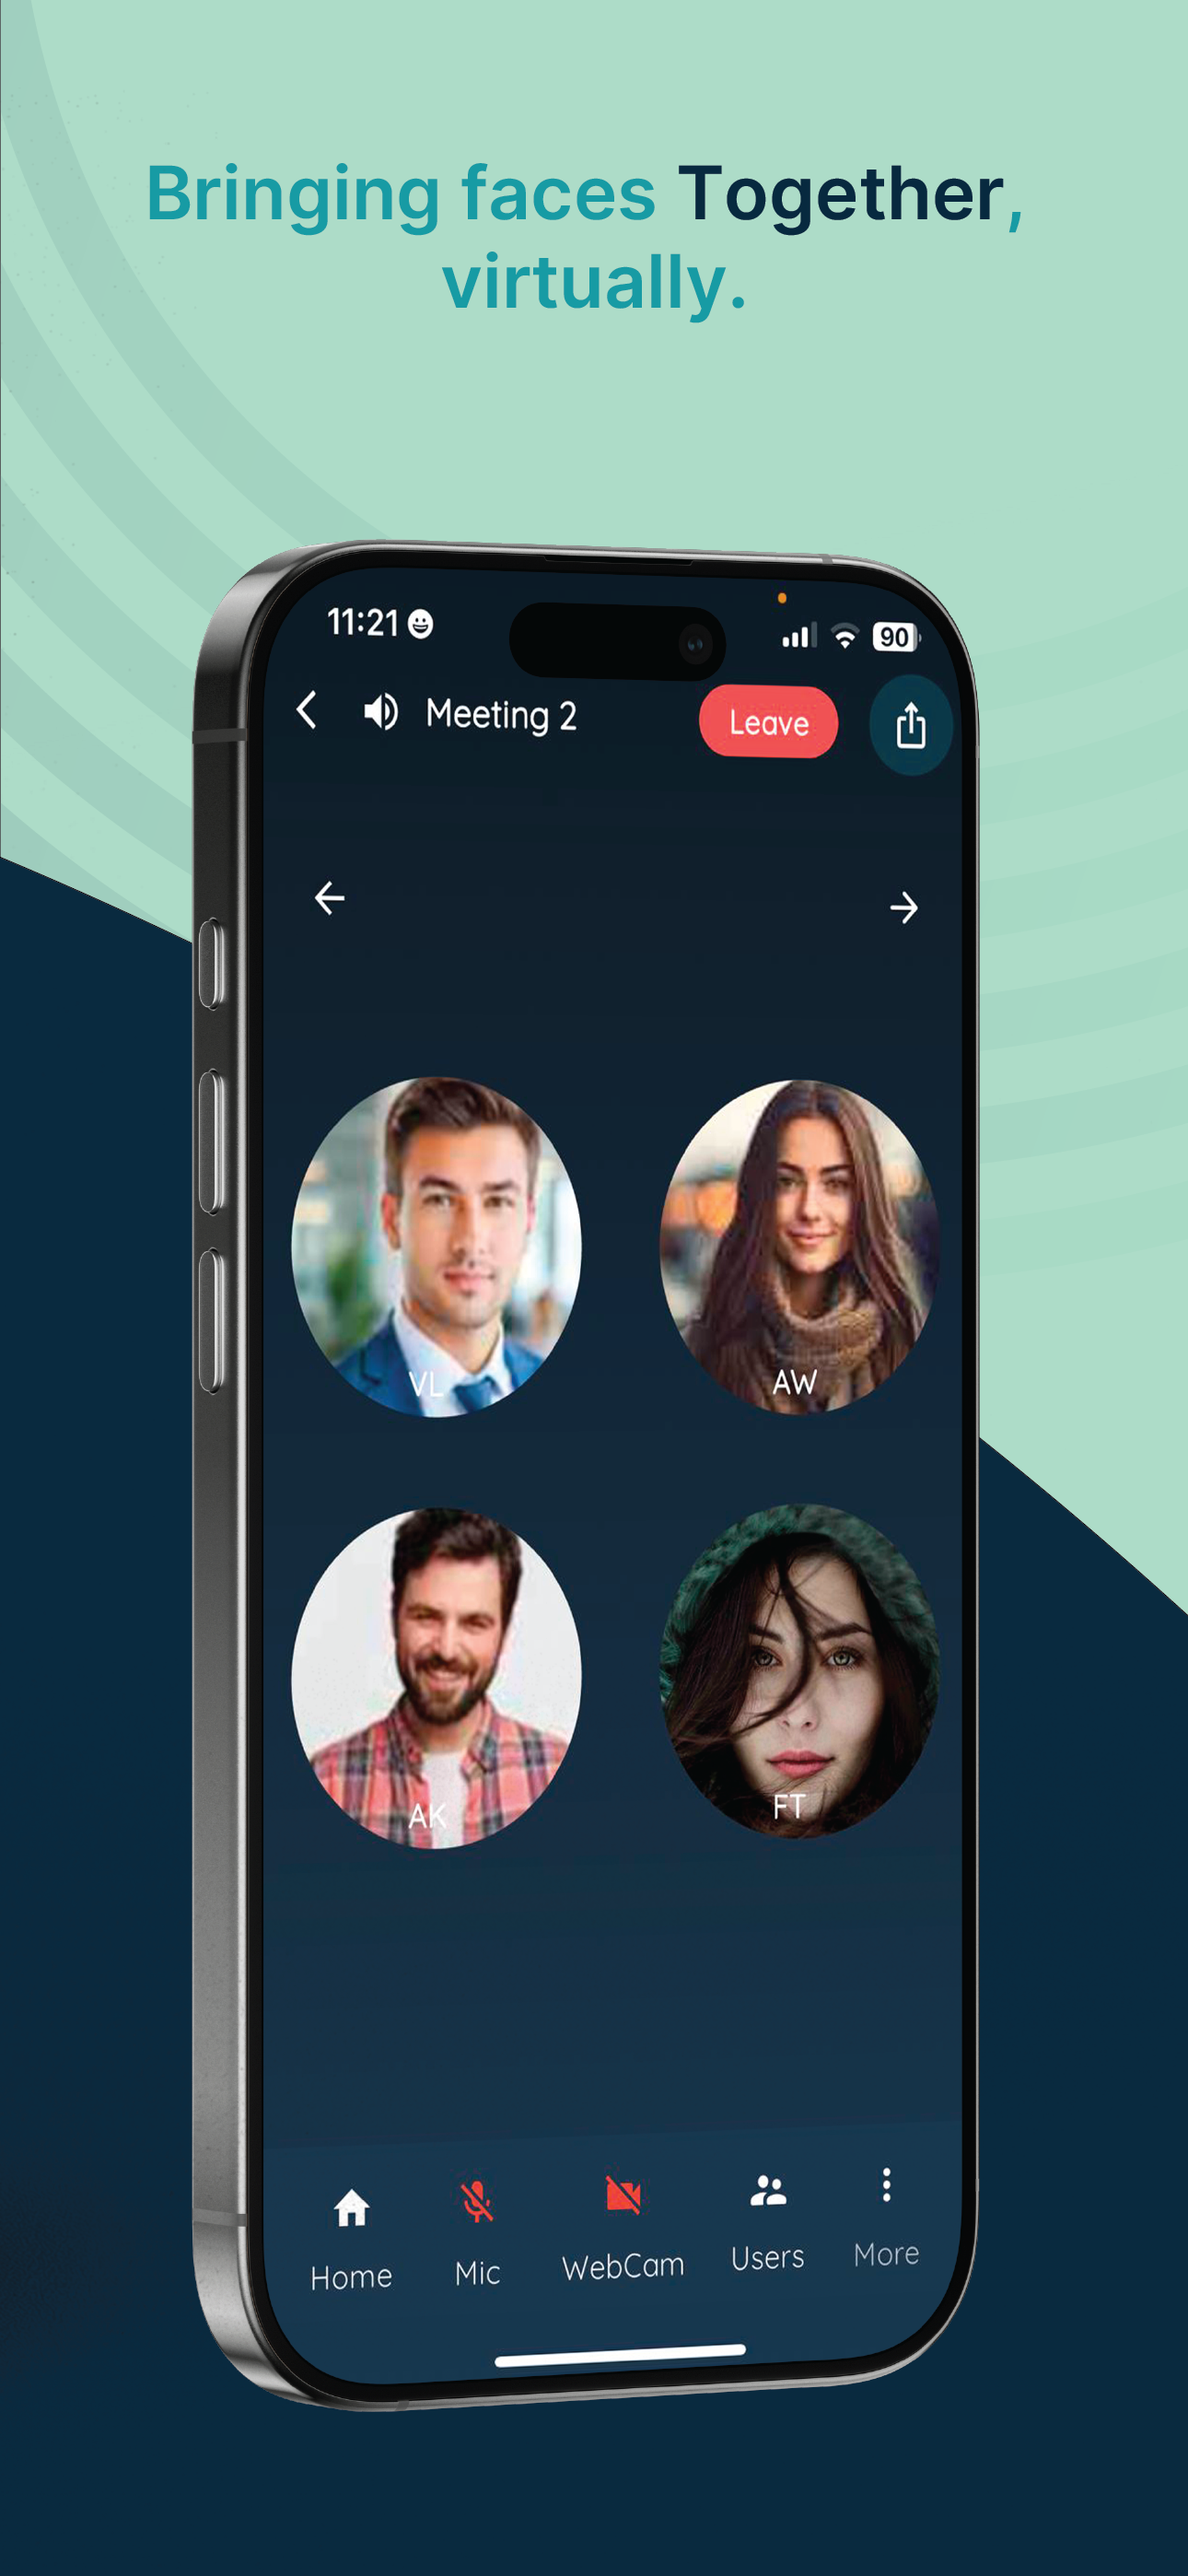 Bringing faces Together,
virtually.
11:21
90
Meeting 2
Leave
VL
AW
AK
FT
Home
Mic
WebCam
Users
More